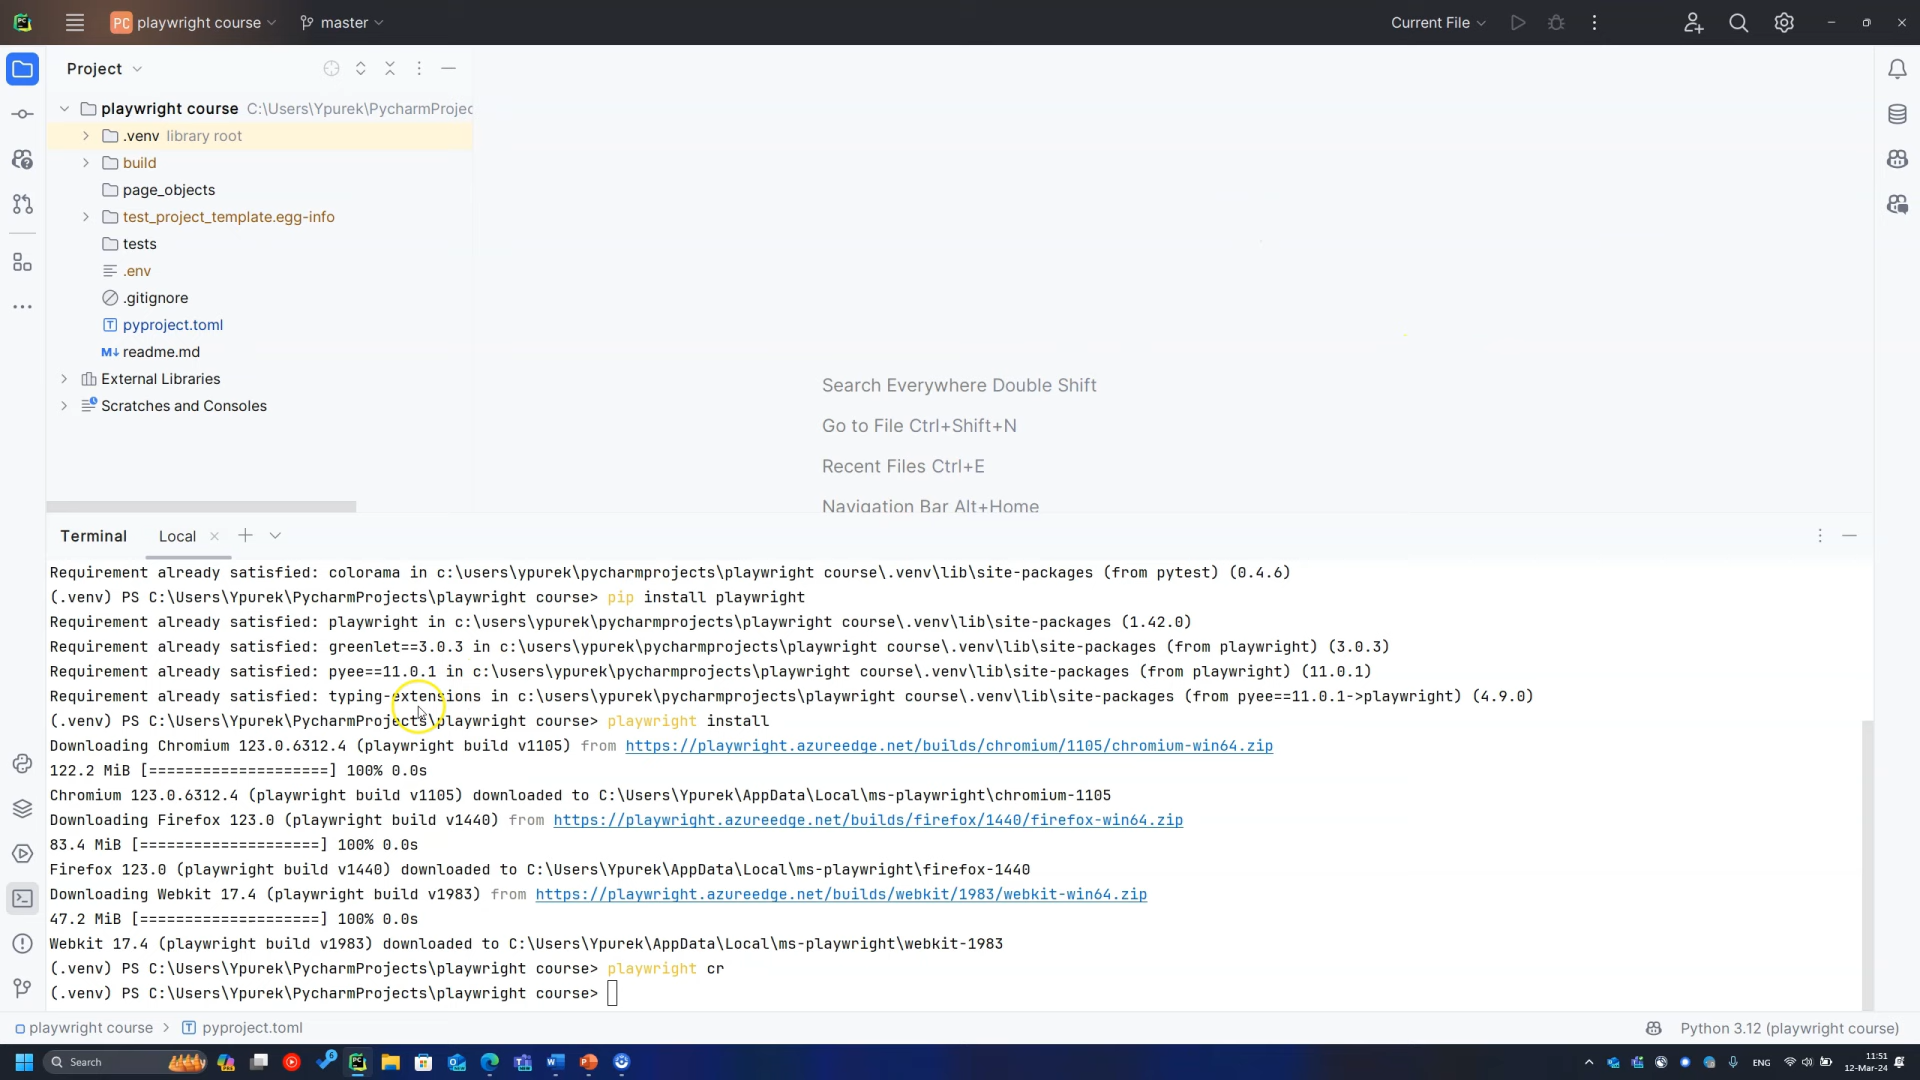 PC playwright course
master
Current File
Project
playwright course C:\Users\Ypurek\PycharmProjec
.venv library root
build
page_objects
test_project_template.egg-info
tests
.env
.gitignore
pyproject.toml
readme.md
External Libraries
Scratches and Consoles
Search Everywhere Double Shift
Go to File Ctrl+Shift+N
Recent Files Ctrl+E
Navigation Bar Alt+Home
Terminal Local
Requirement already satisfied: colorama in c:\users\ypurek\pycharmprojects\playwright course\.venv\lib\site-packages (from pytest) (0.4.6)
(.venv) PS C:\Users\Ypurek\PycharmProjects\playwright course> pip install playwright
Requirement already satisfied: playwright in c:\users\ypurek\pycharmprojects\playwright course\.venv\lib\site-packages (1.42.0)
Requirement already satisfied: greenlet==3.0.3 in c:\users\ypurek\pycharmprojects\playwright course\.venv\lib\site-packages (from playwright) (3.0.3)
Requirement already satisfied: pyee==11.0.1 in c:\users\ypurek\pycharmprojects\playwright course\.venv\lib\site-packages (from playwright) (11.0.1)
Requirement already satisfied: typing-extensions in c:\users\ypurek\pycharmprojects\playwright course\.venv\lib\site-packages (from pyee==11.0.1->playwright) (4.9.0)
(.venv) PS C:\Users\Ypurek\PycharmProjects\playwright course> playwright install
Downloading Chromium 123.0.6312.4 (playwright build v1105) from https://playwright.azureedge.net/builds/chromium/1105/chromium-win64.zip
122.2 MiB [====================] 100% 0.0s
Chromium 123.0.6312.4 (playwright build v1105) downloaded to C:\Users\Ypurek\AppData\Local\ms-playwright\chromium-1105
Downloading Firefox 123.0 (playwright build v1440) from https://playwright.azureedge.net/builds/firefox/1440/firefox-win64.zip
83.4 MiB [====================] 100% 0.0s
Firefox 123.0 (playwright build v1440) downloaded to C:\Users\Ypurek\AppData\Local\ms-playwright\firefox-1440
Downloading Webkit 17.4 (playwright build v1983) from https://playwright.azureedge.net/builds/webkit/1983/webkit-win64.zip
47.2 MiB [====================] 100% 0.0s
Webkit 17.4 (playwright build v1983) downloaded to C:\Users\Ypurek\AppData\Local\ms-playwright\webkit-1983
(.venv) PS C:\Users\Ypurek\PycharmProjects\playwright course> playwright cr
(.venv) PS C:\Users\Ypurek\PycharmProjects\playwright course>
playwright course > pyproject.toml
Python 3.12 (playwright course)
Search
ENG
11:51
12-Mar-24